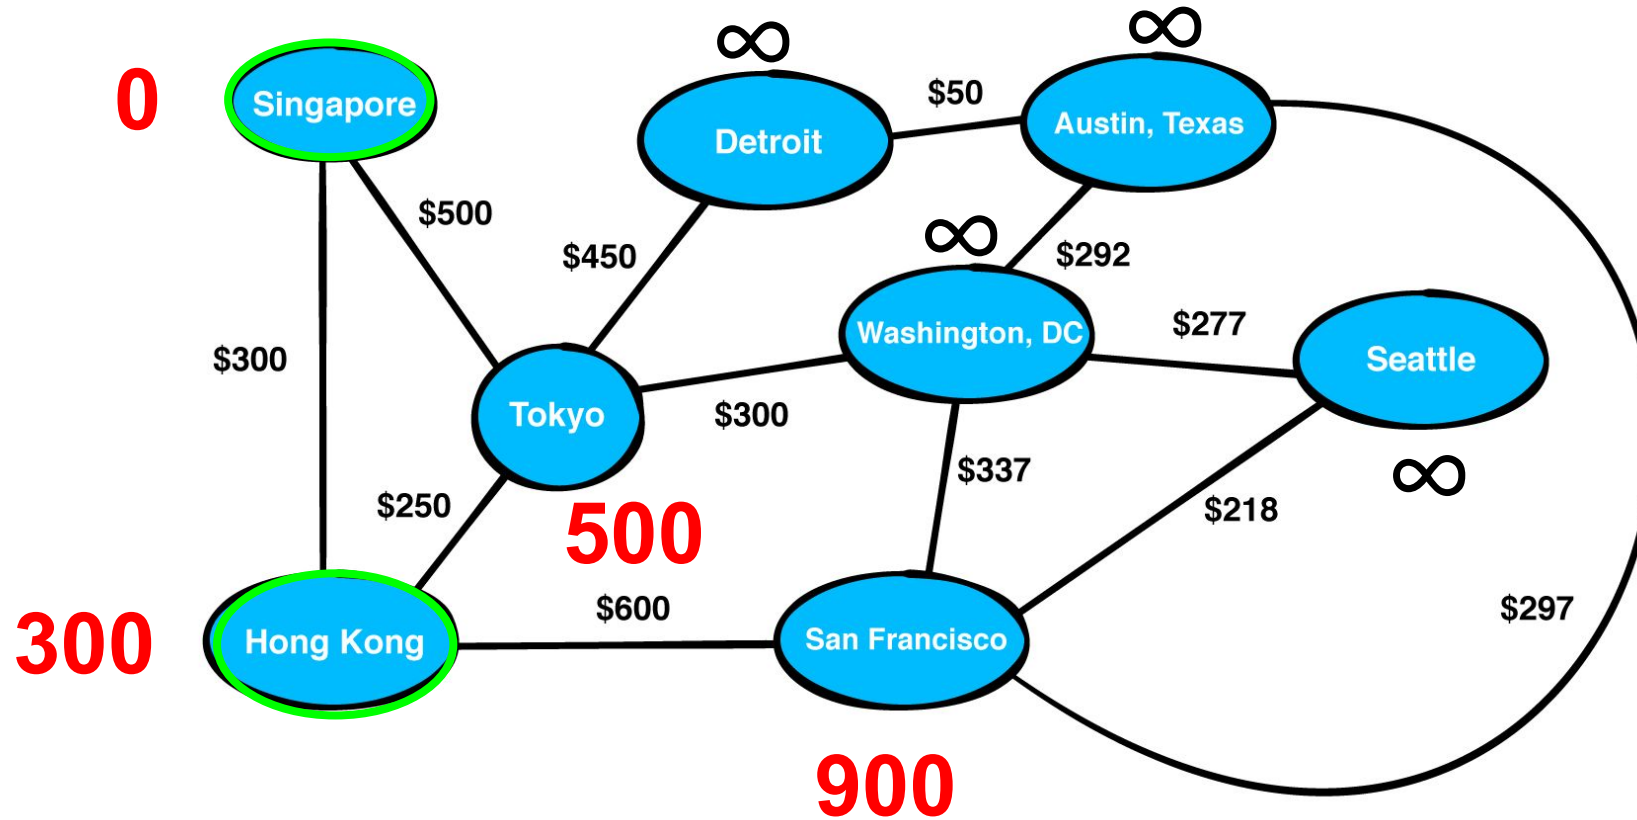 ∞
∞
0
Singapore
$50
Detroit
Austin, Texas
$500
∞
$450
$292
$300
Washington, DC
$277
Seattle
Tokyo
$300
$337
∞
$250
500
$218
300
Hong Kong
$600
San Francisco
$297
900